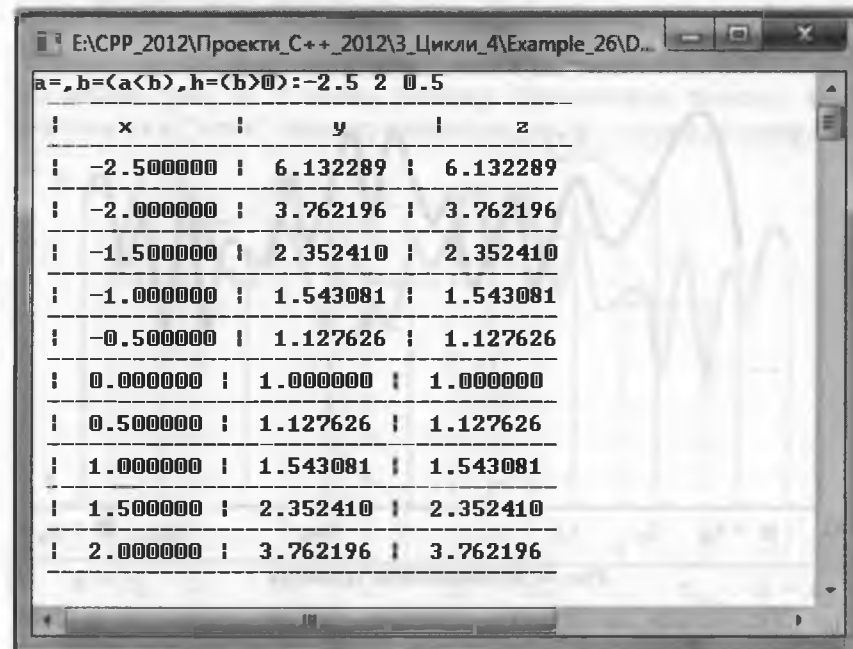 E:\CPP_2012\Проекти_C++_2012\3_Цикли_4\Example_26\D...
a=,b=(a<b),h=(b>0):-2.5 2 0.5
¦ x ¦ y ¦ z
¦ -2.500000 ¦ 6.132289 ¦ 6.132289
¦ -2.000000 ¦ 3.762196 ¦ 3.762196
¦ -1.500000 ¦ 2.352410 ¦ 2.352410
¦ -1.000000 ¦ 1.543081 ¦ 1.543081
¦ -0.500000 ¦ 1.127626 ¦ 1.127626
¦ 0.000000 ¦ 1.000000 ¦ 1.000000
¦ 0.500000 ¦ 1.127626 ¦ 1.127626
¦ 1.000000 ¦ 1.543081 ¦ 1.543081
¦ 1.500000 ¦ 2.352410 ¦ 2.352410
¦ 2.000000 ¦ 3.762196 ¦ 3.762196